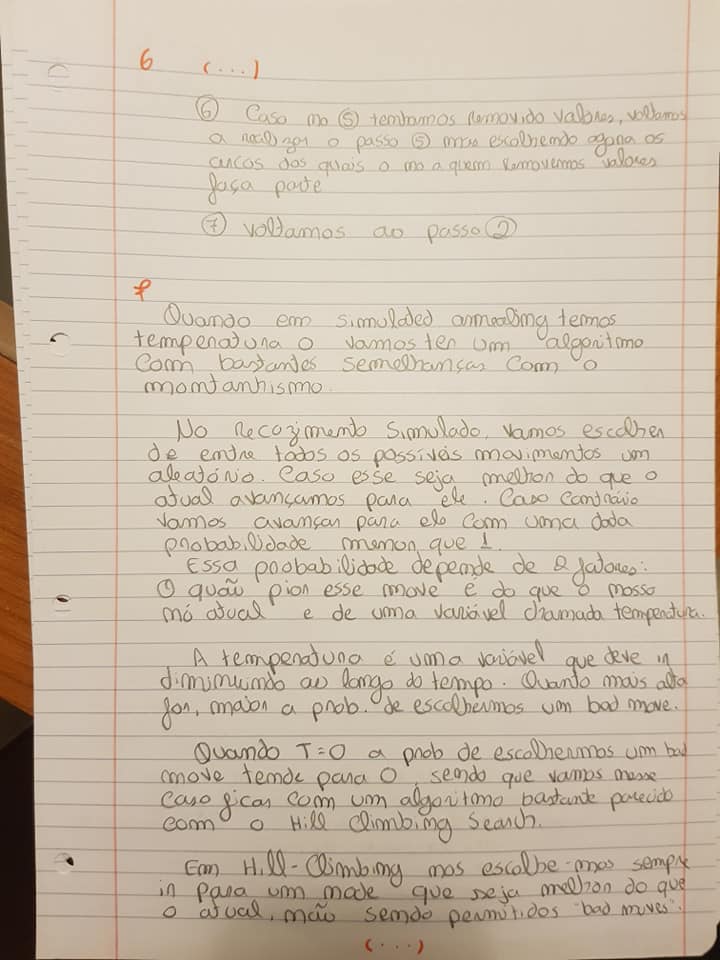 6 (...)
⑥ Caso no ⑤ tenhamos removido valores, voltamos
a realizar o passo ⑤ mas escolhendo agora os
arcos dos quais o no a quem removemos valores
faça parte
⑦ voltamos ao passo ②
f
Quando em simulated annealing temos
temperatura 0 vamos ter um algoritmo
com bastantes semelhanças com o
montanhismo.
No Recozimento Simulado, vamos escolher
de entre todos os possíveis movimentos um
aleatório. Caso esse seja melhor do que o
atual avançamos para ele. Caso contrário
vamos avançar para ele com uma dada
probabilidade menor que 1.
Essa probabilidade depende de 2 fatores:
O quão pior esse move é do que o nosso
nó atual e de uma variável chamada temperatura.
A temperatura é uma variável que deve ir
diminuindo ao longo do tempo. Quanto mais alta
for, maior a prob. de escolhermos um bad move.
Quando T=0 a prob de escolhermos um bad
move tende para 0, sendo que vamos nesse
caso ficar com um algoritmo bastante parecido
com o Hill Climbing Search.
Em Hill-Climbing nos escolhe-mos sempre
ir para um node que seja melhor do que
o atual, não sendo permitidos "bad moves".
(...)